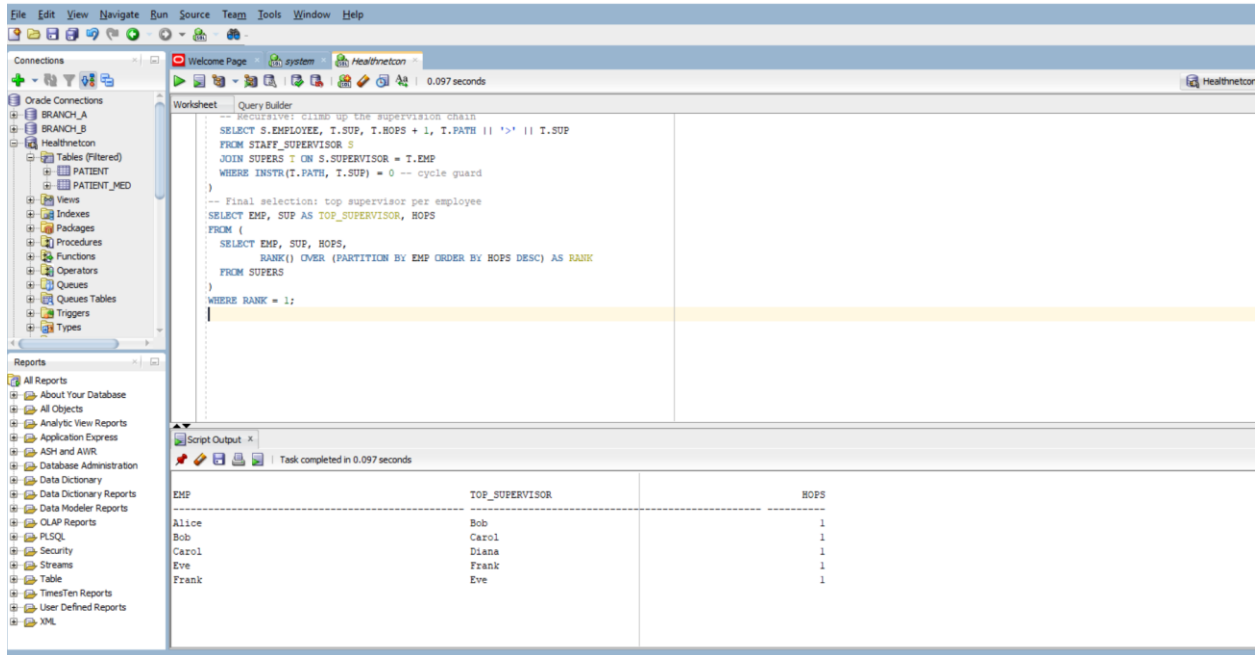 File Edit View Navigate Run Source Team Tools Window Help
Connections
Oracle Connections
BRANCH_A
BRANCH_B
Healthnetcon
Tables (Filtered)
PATIENT
PATIENT_MED
Views
Indexes
Packages
Procedures
Functions
Operators
Queues
Queues Tables
Triggers
Types
Reports
All Reports
About Your Database
All Objects
Analytic View Reports
Application Express
ASH and AWR
Database Administration
Data Dictionary
Data Dictionary Reports
Data Modeler Reports
OLAP Reports
PLSQL
Security
Streams
Table
TimesTen Reports
User Defined Reports
XML
Welcome Page system Healthnetcon
0.097 seconds
Healthnetcon
Worksheet Query Builder
-- Recursive: climb up the supervision chain
SELECT S.EMPLOYEE, T.SUP, T.HOPS + 1, T.PATH || '>' || T.SUP
FROM STAFF_SUPERVISOR S
JOIN SUPERS T ON S.SUPERVISOR = T.EMP
WHERE INSTR(T.PATH, T.SUP) = 0 -- cycle guard
)
-- Final selection: top supervisor per employee
SELECT EMP, SUP AS TOP_SUPERVISOR, HOPS
FROM (
SELECT EMP, SUP, HOPS,
RANK() OVER (PARTITION BY EMP ORDER BY HOPS DESC) AS RANK
FROM SUPERS
)
WHERE RANK = 1;
Script Output
Task completed in 0.097 seconds
EMP TOP_SUPERVISOR HOPS
Alice Bob 1
Bob Carol 1
Carol Diana 1
Eve Frank 1
Frank Eve 1